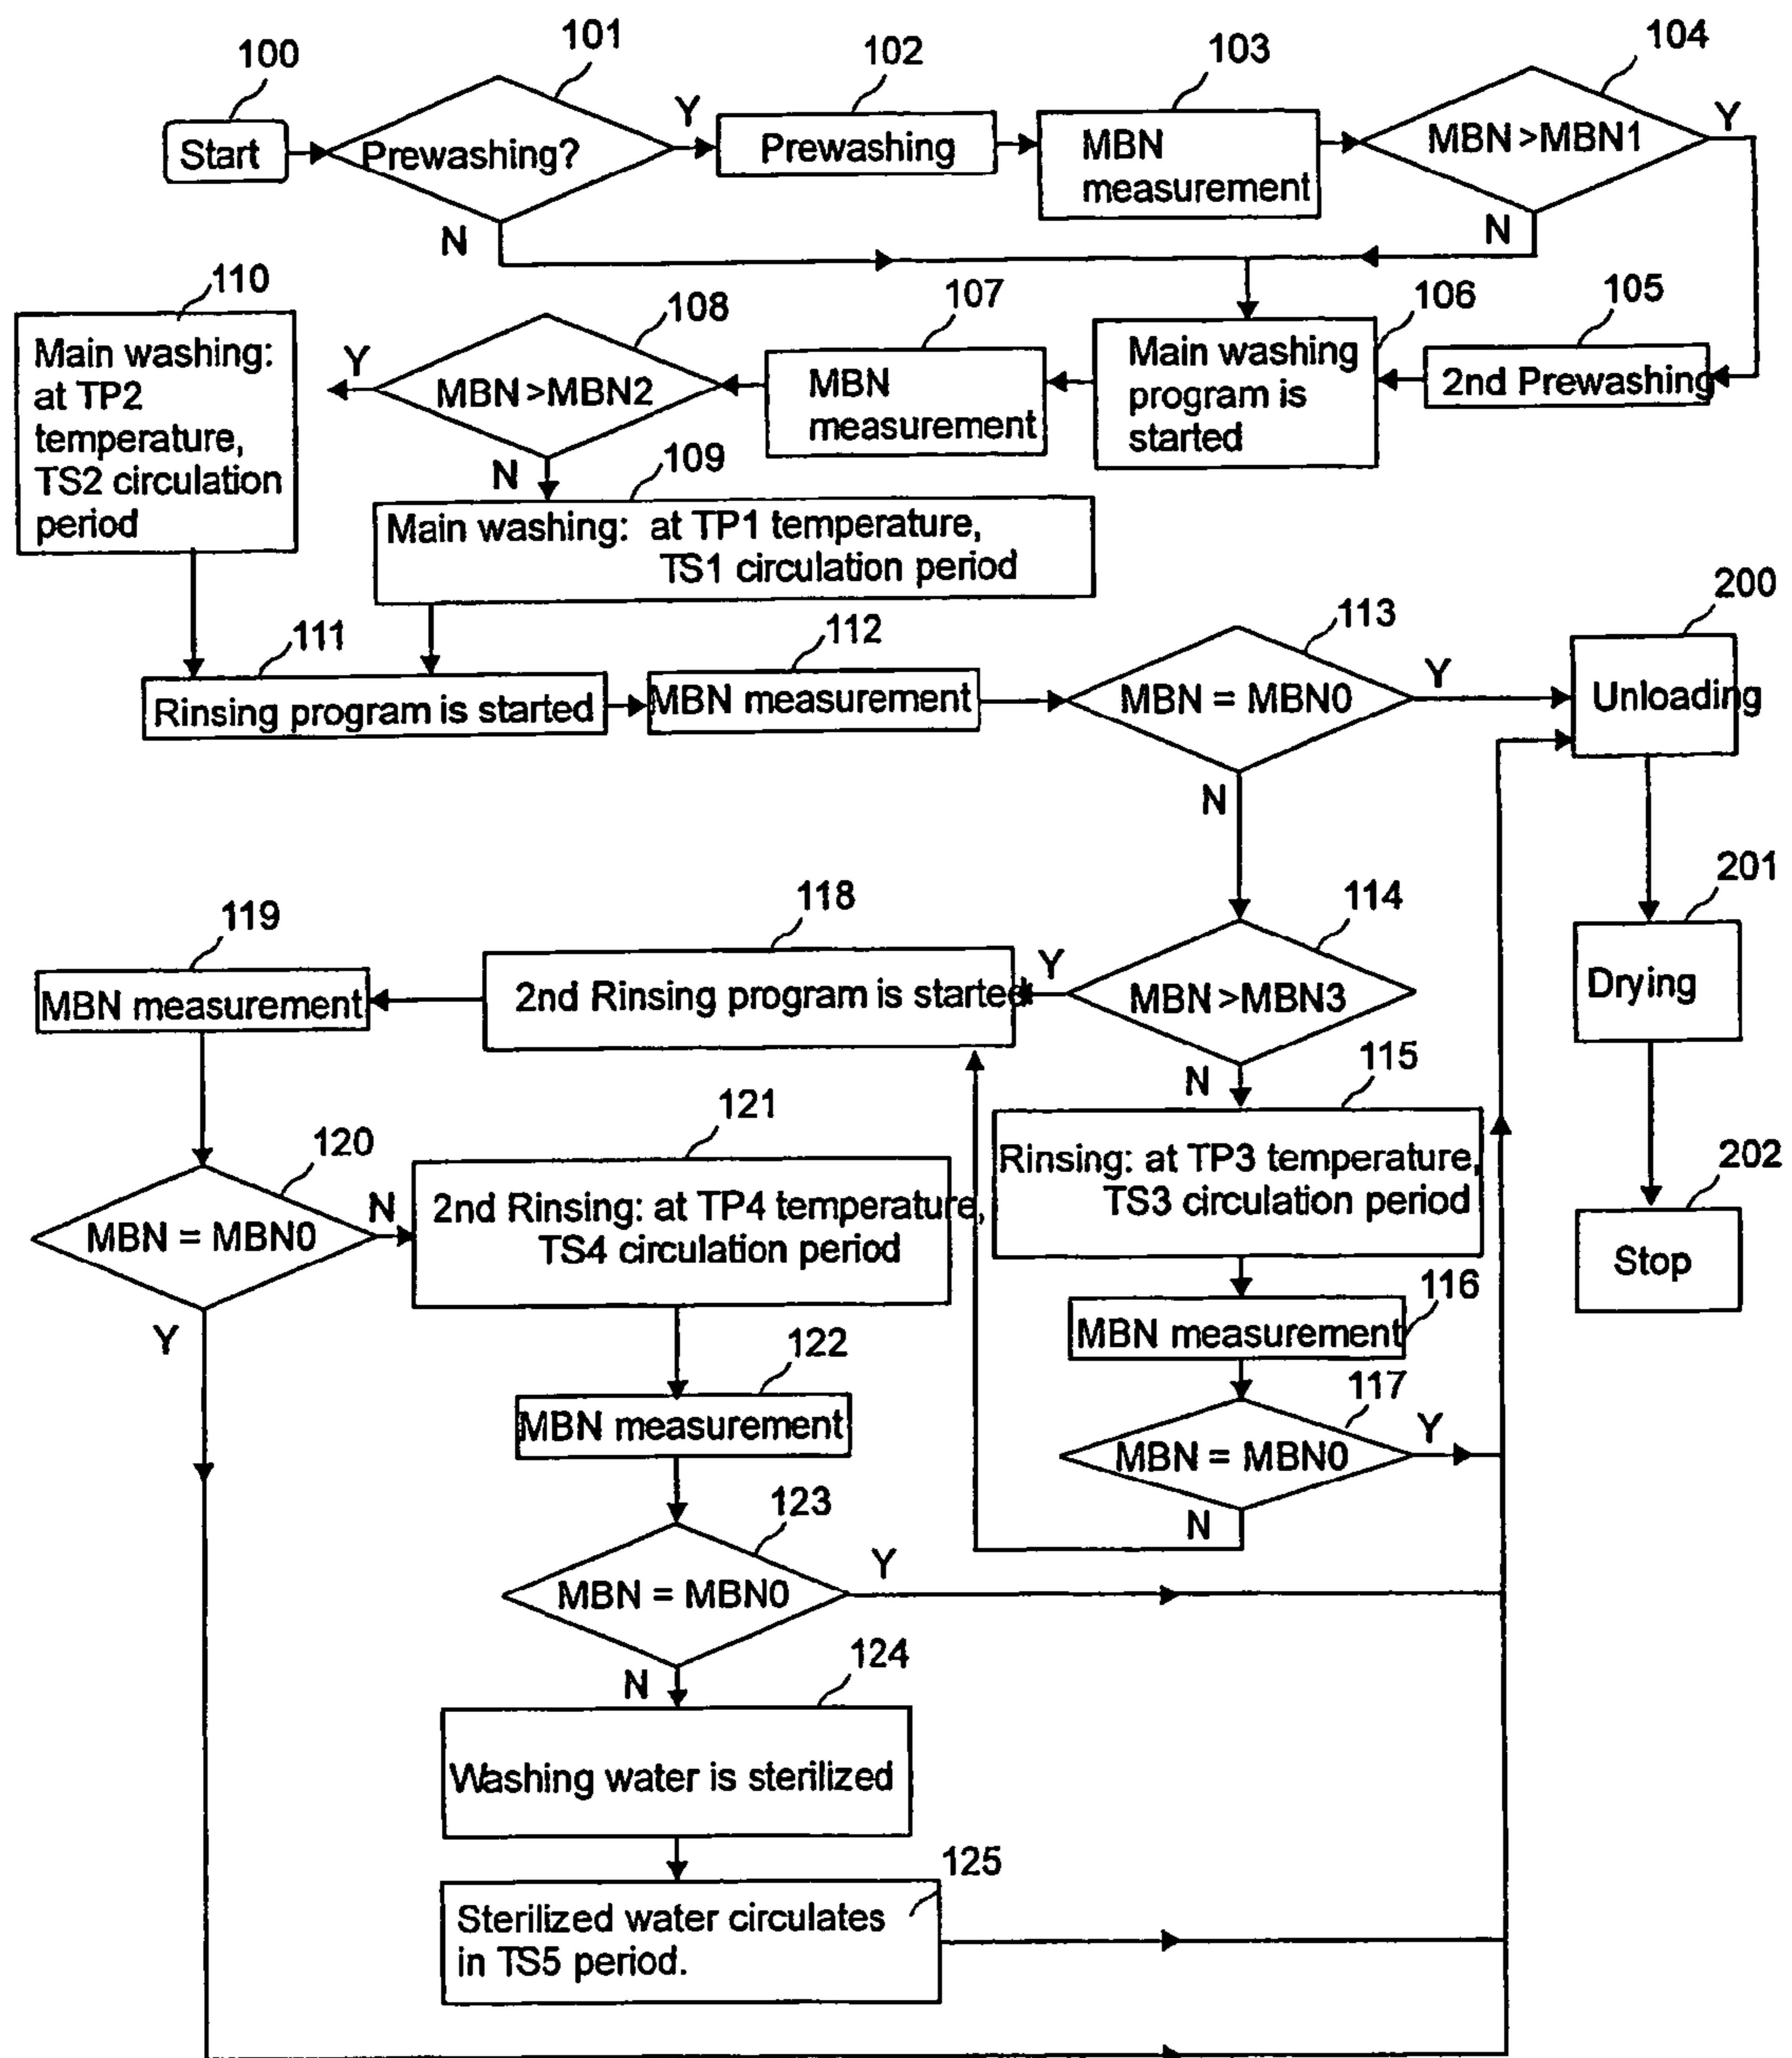 100
101
102
103
104
Start
Prewashing?
Y
Prewashing
MBN
measurement
MBN>MBN1
Y
N
N
110
108
107
106
105
Main washing:
at TP2
temperature,
TS2 circulation
period
Y
MBN>MBN2
MBN
measurement
Main washing
program is
started
2nd Prewashing
N
109
Main washing: at TP1 temperature,
TS1 circulation period
111
112
113
200
Rinsing program is started
MBN measurement
MBN = MBN0
Y
Unloading
N
119
118
114
201
MBN measurement
2nd Rinsing program is started
Y
MBN>MBN3
Drying
N
115
120
121
202
MBN = MBN0
N
2nd Rinsing: at TP4 temperature,
TS4 circulation period
Rinsing: at TP3 temperature,
TS3 circulation period
Stop
Y
116
122
MBN measurement
MBN measurement
117
MBN = MBN0
Y
N
123
MBN = MBN0
Y
N
124
Washing water is sterilized
125
Sterilized water circulates
in TS5 period.